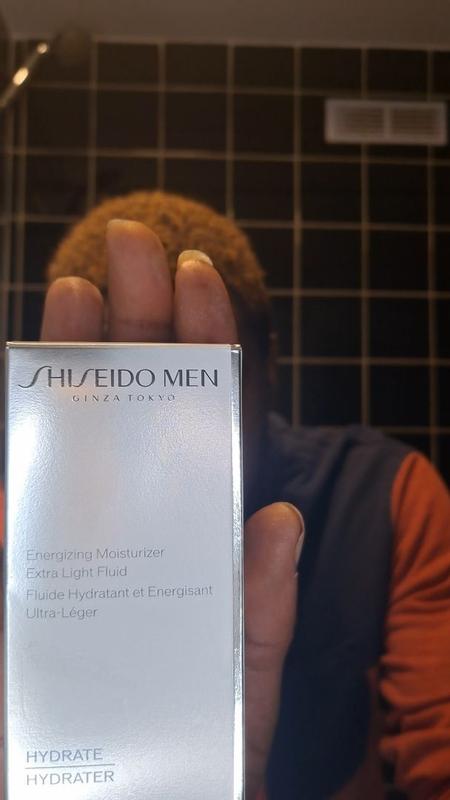 SHISEIDO MEN
GINZA TOKYO
Energizing Moisturizer
Extra Light Fluid
Fluide Hydratant et Energisant
Ultra-Léger
HYDRATE
HYDRATER